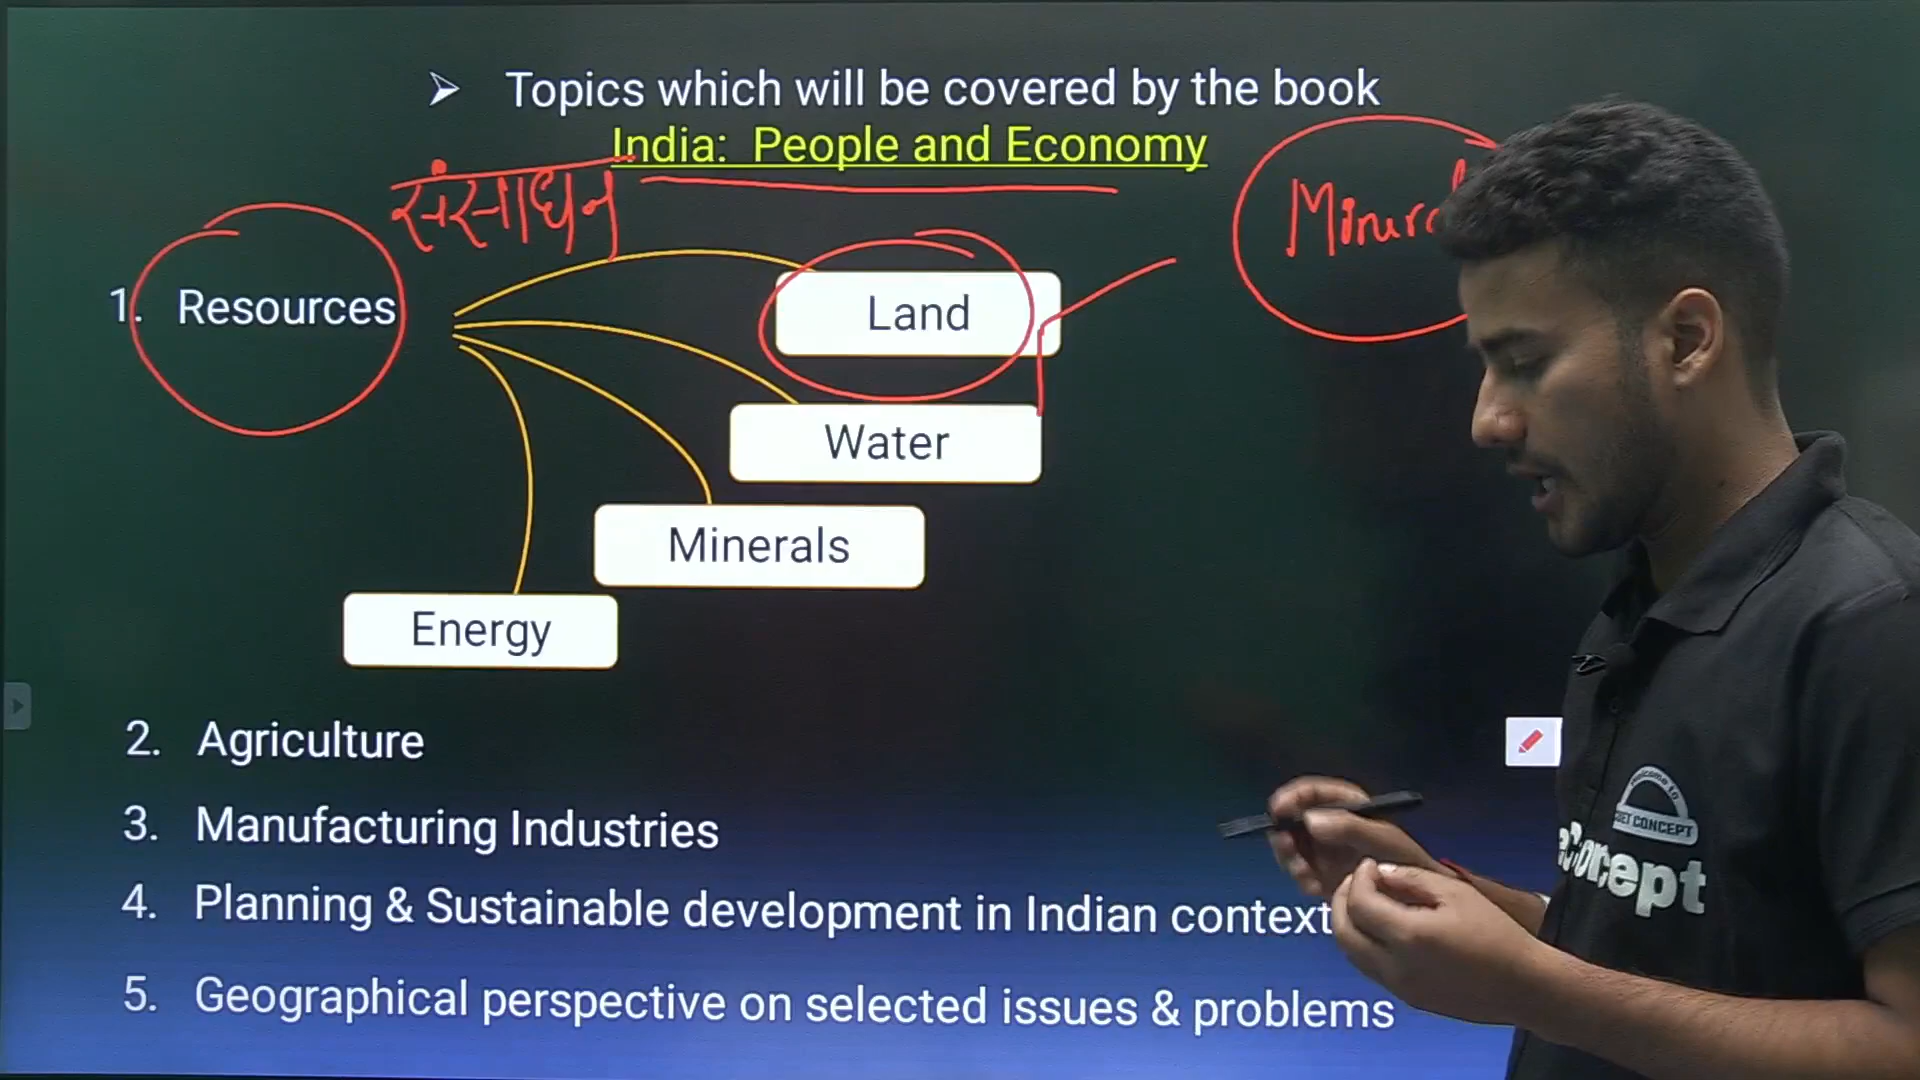 ➤ Topics which will be covered by the book
India: People and Economy
संसाधन
1. Resources
Land
Water
Minerals
Energy
2. Agriculture
3. Manufacturing Industries
4. Planning & Sustainable development in Indian context
5. Geographical perspective on selected issues & problems
CONCEPT